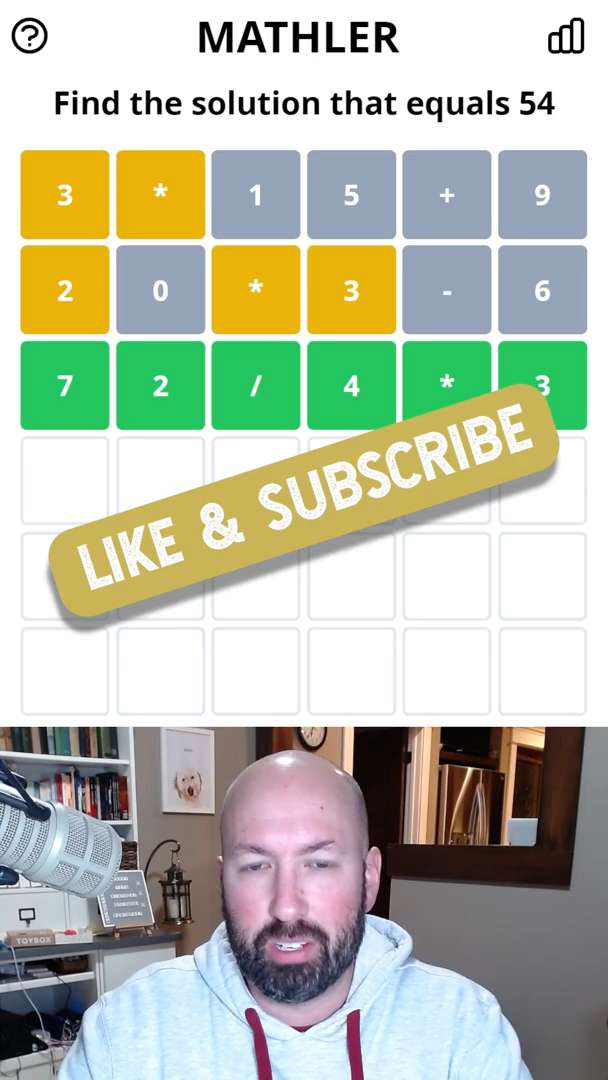 MATHLER
Find the solution that equals 54
3 * 1 5 + 9
2 0 * 3 - 6
7 2 / 4 * 3
LIKE & SUBSCRIBE
TOYBOX